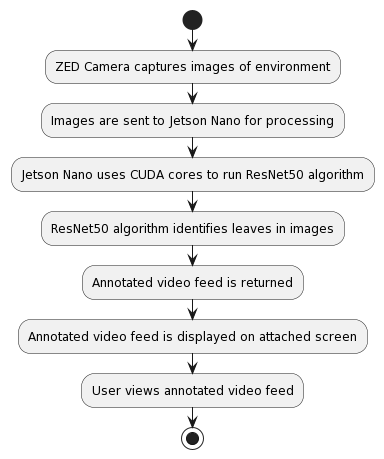 ZED Camera captures images of environment
Images are sent to Jetson Nano for processing
Jetson Nano uses CUDA cores to run ResNet50 algorithm
ResNet50 algorithm identifies leaves in images
Annotated video feed is returned
Annotated video feed is displayed on attached screen
User views annotated video feed